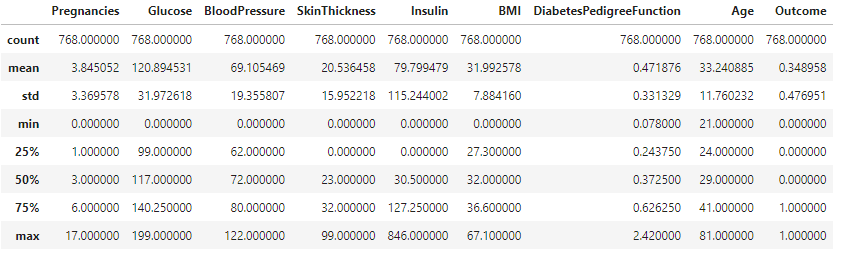 Pregnancies Glucose BloodPressure SkinThickness Insulin BMI DiabetesPedigreeFunction Age Outcome
count 768.000000 768.000000 768.000000 768.000000 768.000000 768.000000 768.000000 768.000000 768.000000
mean 3.845052 120.894531 69.105469 20.536458 79.799479 31.992578 0.471876 33.240885 0.348958
std 3.369578 31.972618 19.355807 15.952218 115.244002 7.884160 0.331329 11.760232 0.476951
min 0.000000 0.000000 0.000000 0.000000 0.000000 0.000000 0.078000 21.000000 0.000000
25% 1.000000 99.000000 62.000000 0.000000 0.000000 27.300000 0.243750 24.000000 0.000000
50% 3.000000 117.000000 72.000000 23.000000 30.500000 32.000000 0.372500 29.000000 0.000000
75% 6.000000 140.250000 80.000000 32.000000 127.250000 36.600000 0.626250 41.000000 1.000000
max 17.000000 199.000000 122.000000 99.000000 846.000000 67.100000 2.420000 81.000000 1.000000